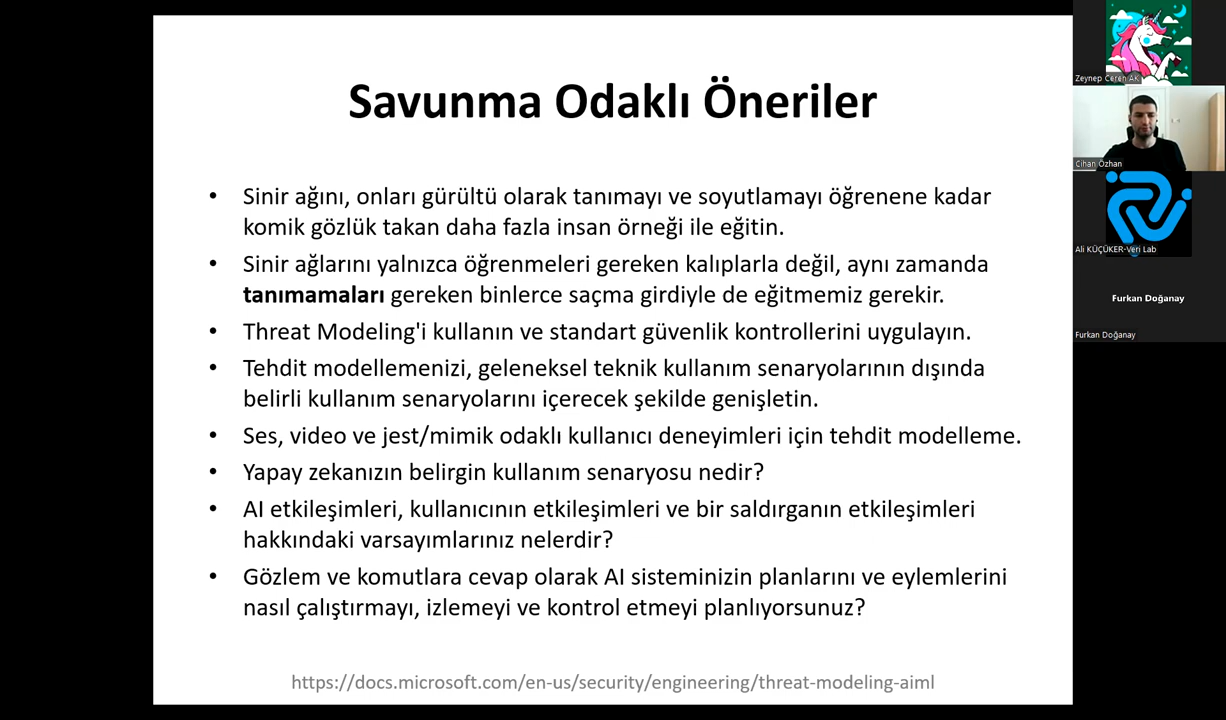 Savunma Odaklı Öneriler
• Sinir ağını, onları gürültü olarak tanımayı ve soyutlamayı öğrenene kadar
komik gözlük takan daha fazla insan örneği ile eğitin.
• Sinir ağlarını yalnızca öğrenmeleri gereken kalıplarla değil, aynı zamanda
tanımamaları gereken binlerce saçma girdiyle de eğitmemiz gerekir.
• Threat Modeling'i kullanın ve standart güvenlik kontrollerini uygulayın.
• Tehdit modellemenizi, geleneksel teknik kullanım senaryolarının dışında
belirli kullanım senaryolarını içerecek şekilde genişletin.
• Ses, video ve jest/mimik odaklı kullanıcı deneyimleri için tehdit modelleme.
• Yapay zekanızın belirgin kullanım senaryosu nedir?
• AI etkileşimleri, kullanıcının etkileşimleri ve bir saldırganın etkileşimleri
hakkındaki varsayımlarınız nelerdir?
• Gözlem ve komutlara cevap olarak AI sisteminizin planlarını ve eylemlerini
nasıl çalıştırmayı, izlemeyi ve kontrol etmeyi planlıyorsunuz?
https://docs.microsoft.com/en-us/security/engineering/threat-modeling-aiml
Zeynep Ceren AK
Cihan Özhan
Ali KÜÇÜKER-Veri Lab
Furkan Doğanay
Furkan Doğanay